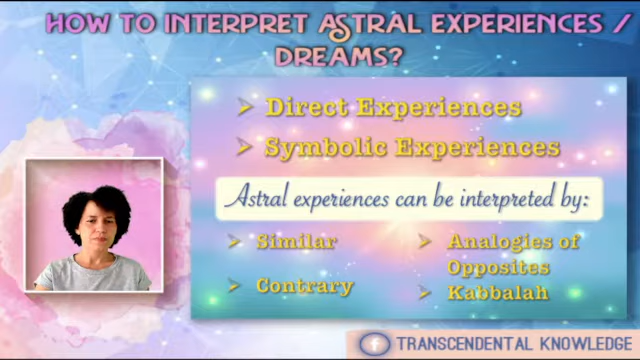 HOW TO INTERPRET ASTRAL EXPERIENCES /
DREAMS?
Direct Experiences
Symbolic Experiences
Astral experiences can be interpreted by:
Similar
Contrary
Analogies of
Opposites
Kabbalah
TRANSCENDENTAL KNOWLEDGE